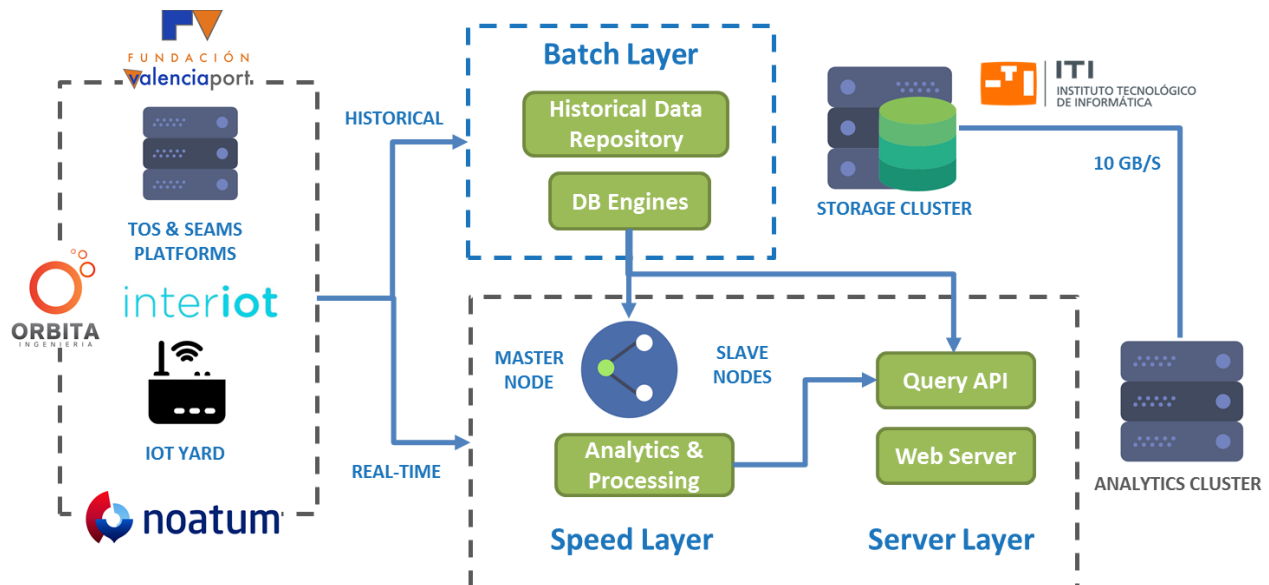 FUNDACIÓN
valenciaport
TOS & SEAMS
PLATFORMS
ORBITA
INGENIERÍA
interiot
IOT YARD
noatum
HISTORICAL
REAL-TIME
Batch Layer
Historical Data
Repository
DB Engines
MASTER
NODE
SLAVE
NODES
Analytics &
Processing
Speed Layer
Query API
Web Server
Server Layer
STORAGE CLUSTER
ITI
INSTITUTO TECNOLÓGICO
DE INFORMÁTICA
10 GB/S
ANALYTICS CLUSTER